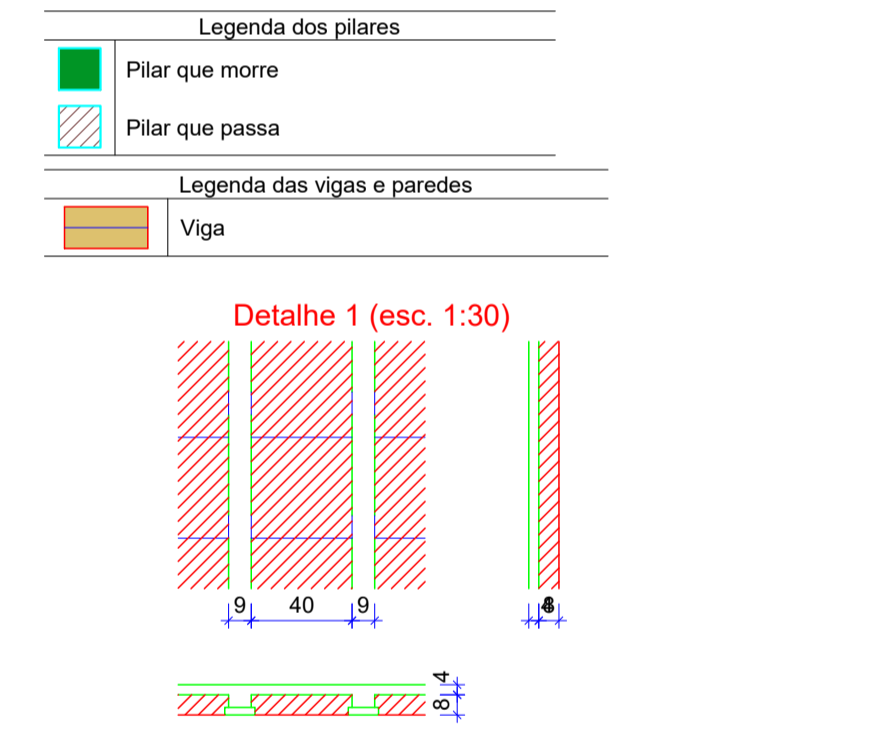 Legenda dos pilares
Pilar que morre
Pilar que passa
Legenda das vigas e paredes
Viga
Detalhe 1 (esc. 1:30)
9 40 9
4
8